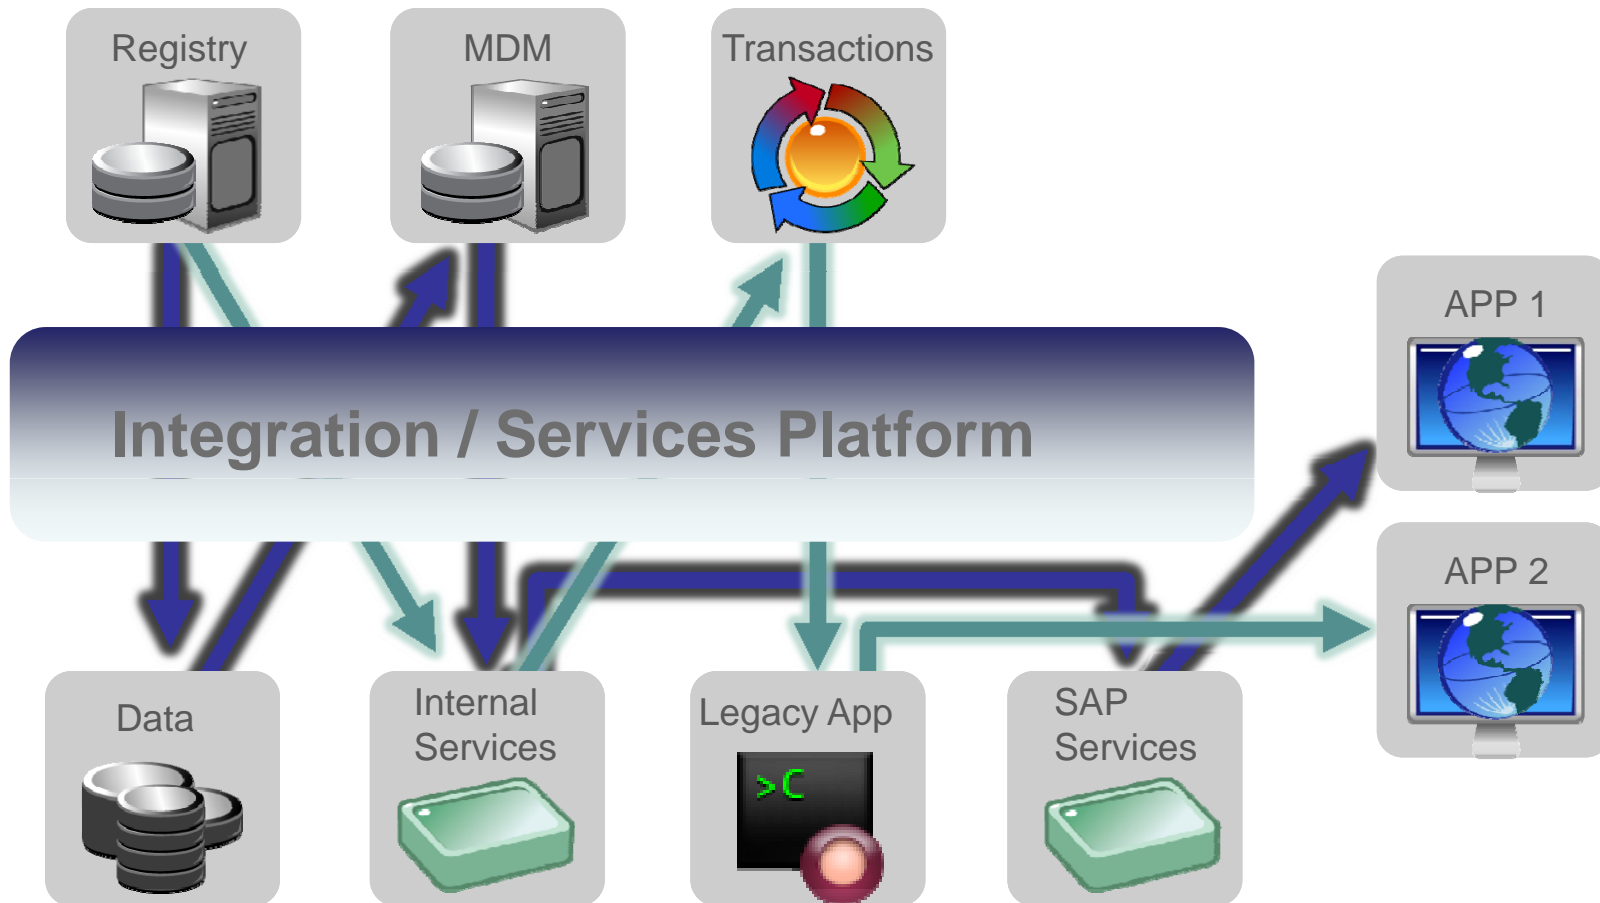 Registry
MDM
Transactions
APP 1
Integration / Services Platform
APP 2
Data
Internal
Services
Legacy App
>C
SAP
Services